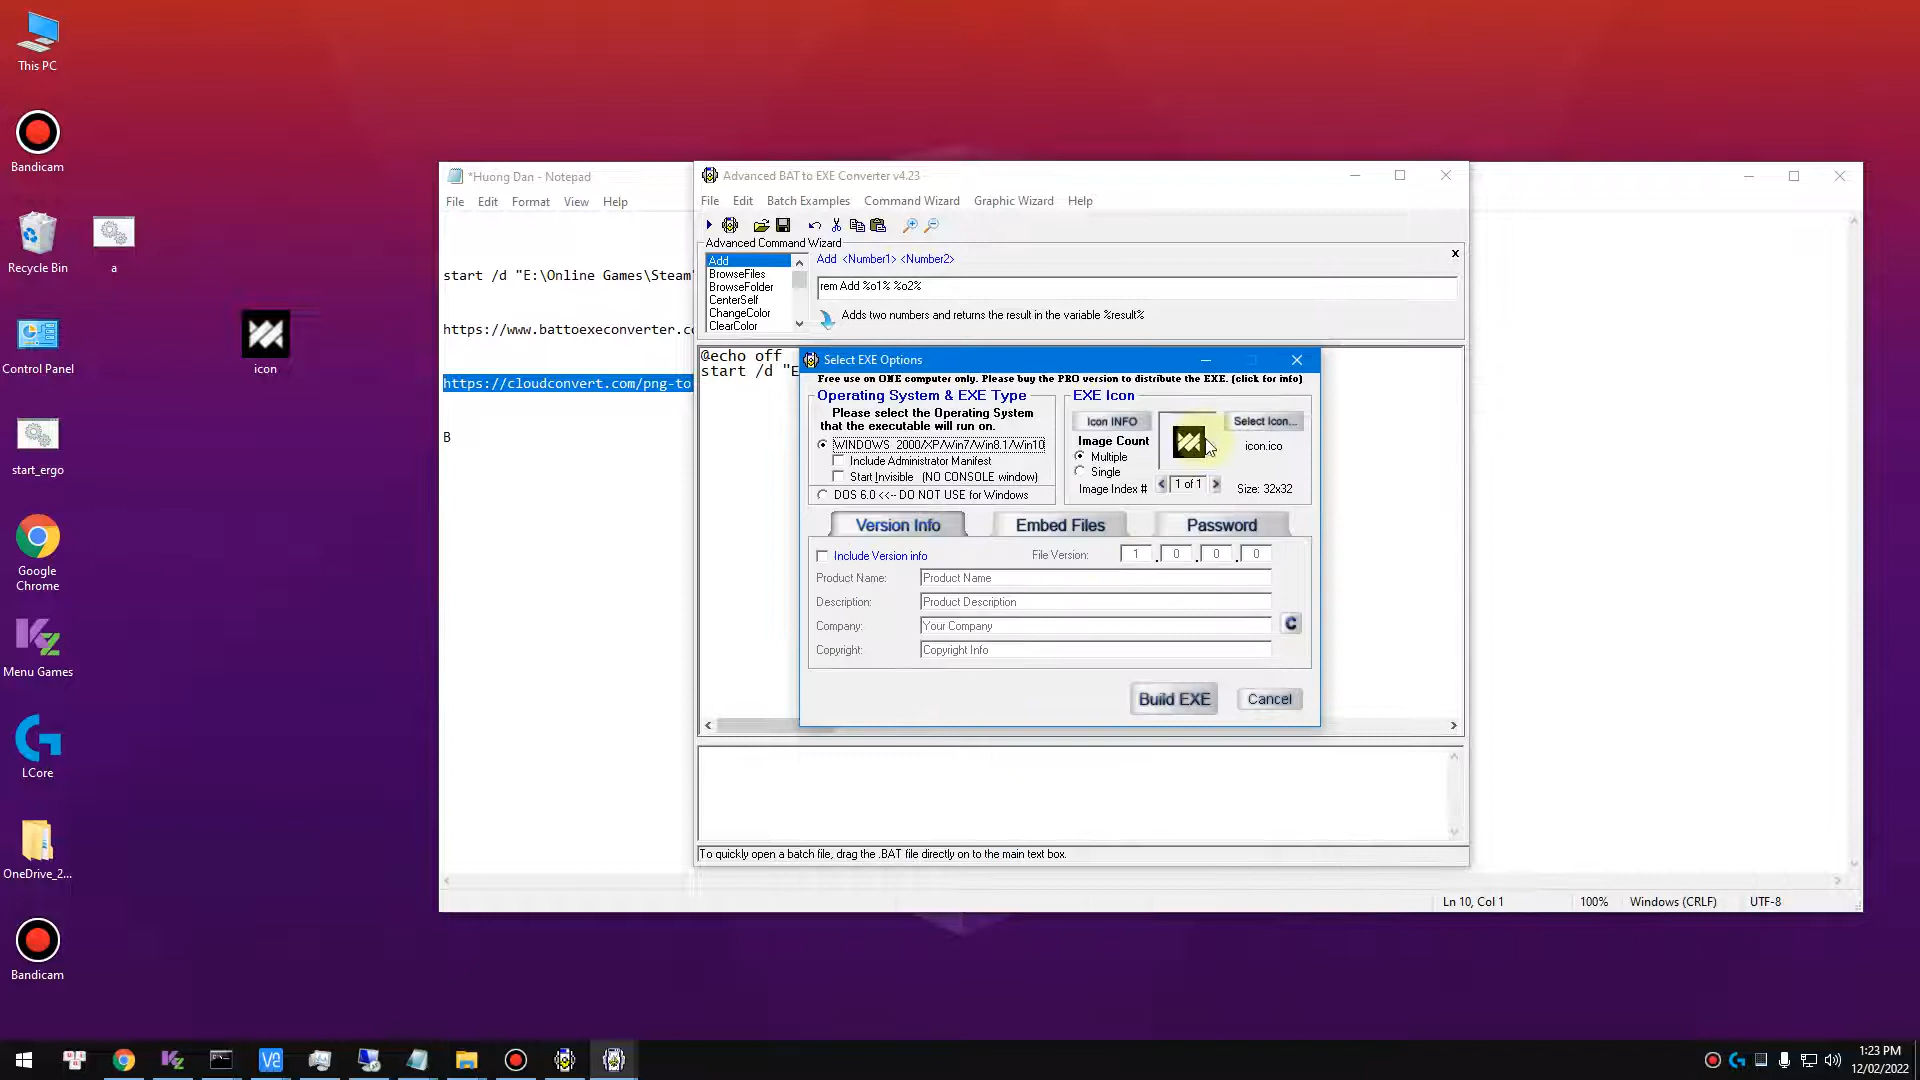 This PC
Bandicam
Recycle Bin
a
Control Panel
icon
start_ergo
Google
Chrome
Menu Games
LCore
OneDrive_2...
Bandicam
*Huong Dan - Notepad
File Edit Format View Help
start /d "E:\Online Games\Steam"
https://www.battoexeconverter.co
https://cloudconvert.com/png-to
B
Ln 10, Col 1
100%
Windows (CRLF)
UTF-8
Advanced BAT to EXE Converter v4.23
File Edit Batch Examples Command Wizard Graphic Wizard Help
Advanced Command Wizard
x
Add
BrowseFiles
BrowseFolder
CenterSelf
ChangeColor
ClearColor
Add <Number1> <Number2>
rem Add %o1% %o2%
Adds two numbers and returns the result in the variable %result%
@echo off
start /d "E
To quickly open a batch file, drag the .BAT file directly on to the main text box.
Select EXE Options
Free use on ONE computer only. Please buy the PRO version to distribute the EXE. (click for info)
Operating System & EXE Type
Please select the Operating System
that the executable will run on.
WINDOWS 2000/XP/Win7/Win8.1/Win10
Include Administrator Manifest
Start Invisible (NO CONSOLE window)
DOS 6.0 <<-- DO NOT USE for Windows
EXE Icon
Icon INFO
Select Icon...
Image Count
Multiple
Single
icon.ico
Image Index # < 1 of 1 >
Size: 32x32
Version Info
Embed Files
Password
Include Version info
File Version: 1 . 0 . 0 . 0
Product Name: Product Name
Description: Product Description
Company: Your Company
C
Copyright: Copyright Info
Build EXE
Cancel
1:23 PM
12/02/2022